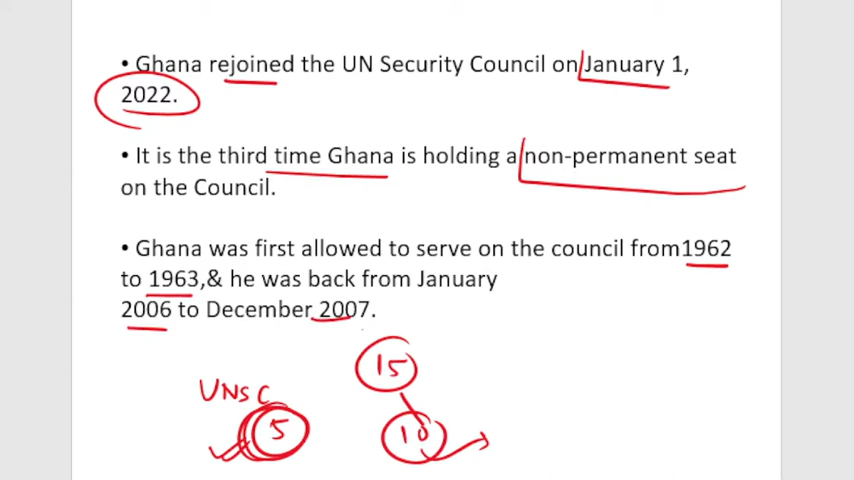 • Ghana rejoined the UN Security Council on January 1,
2022.
• It is the third time Ghana is holding a non-permanent seat
on the Council.
• Ghana was first allowed to serve on the council from1962
to 1963,& he was back from January
2006 to December 2007.
15
UNSC
5
10